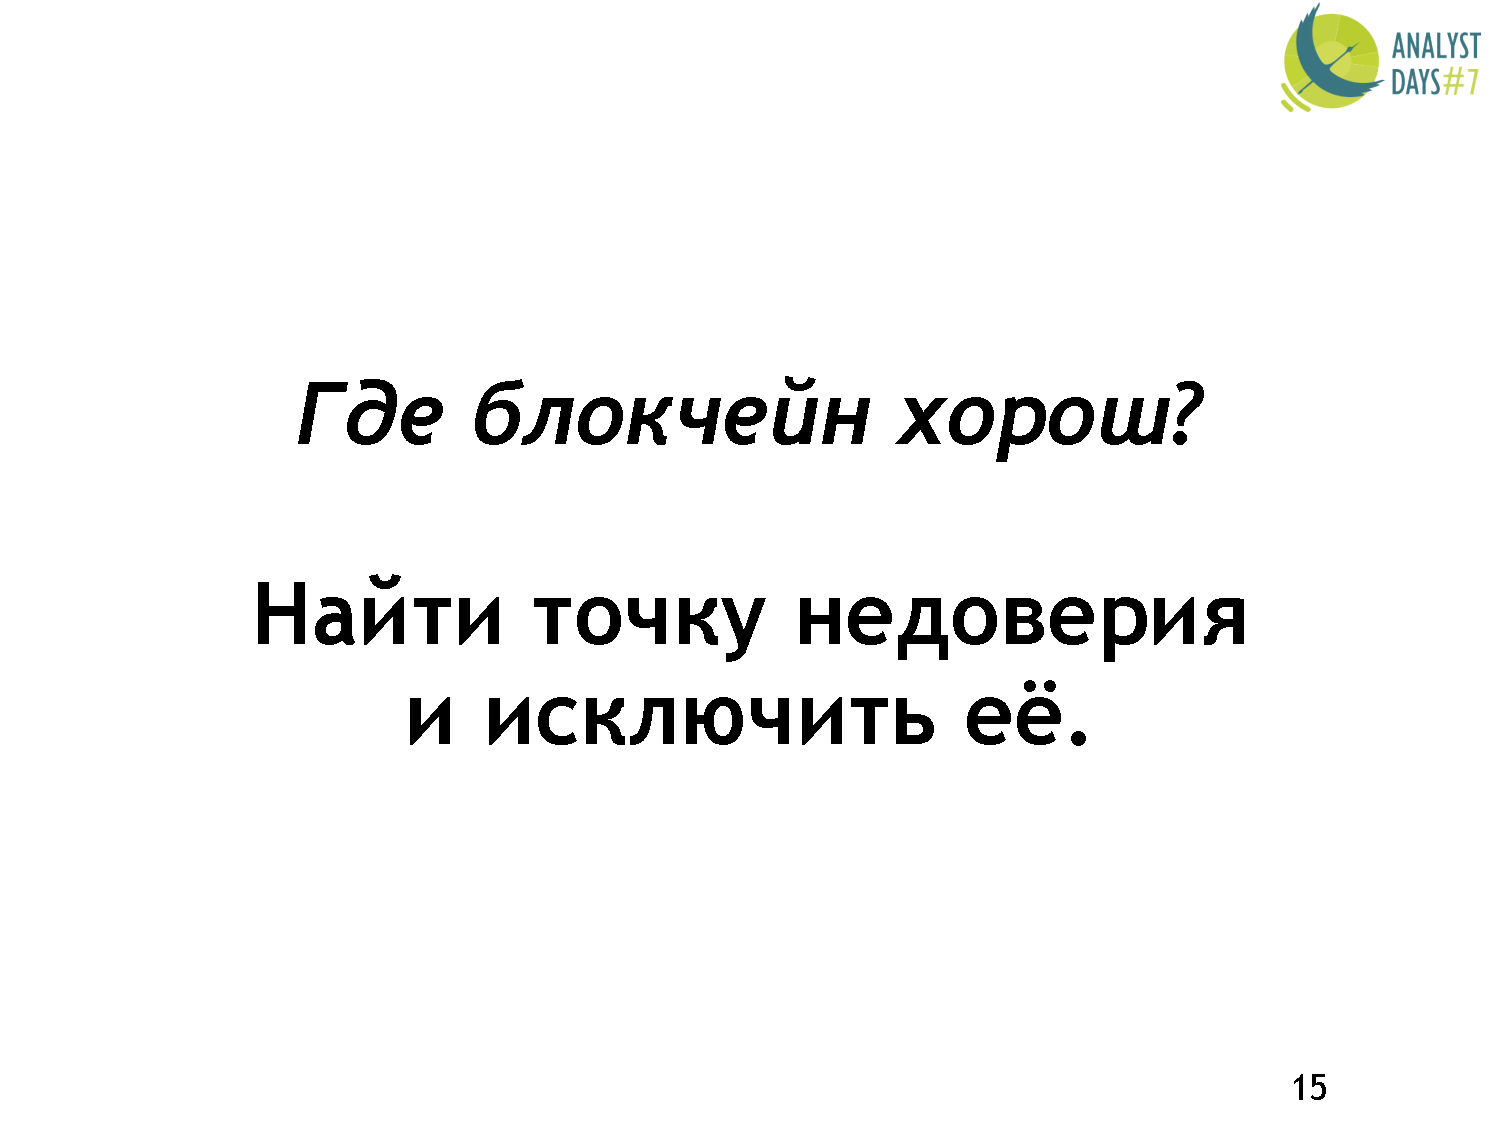 ANALYST
DAYS#7
Где блокчейн хорош?
Найти точку недоверия
и исключить её.
15